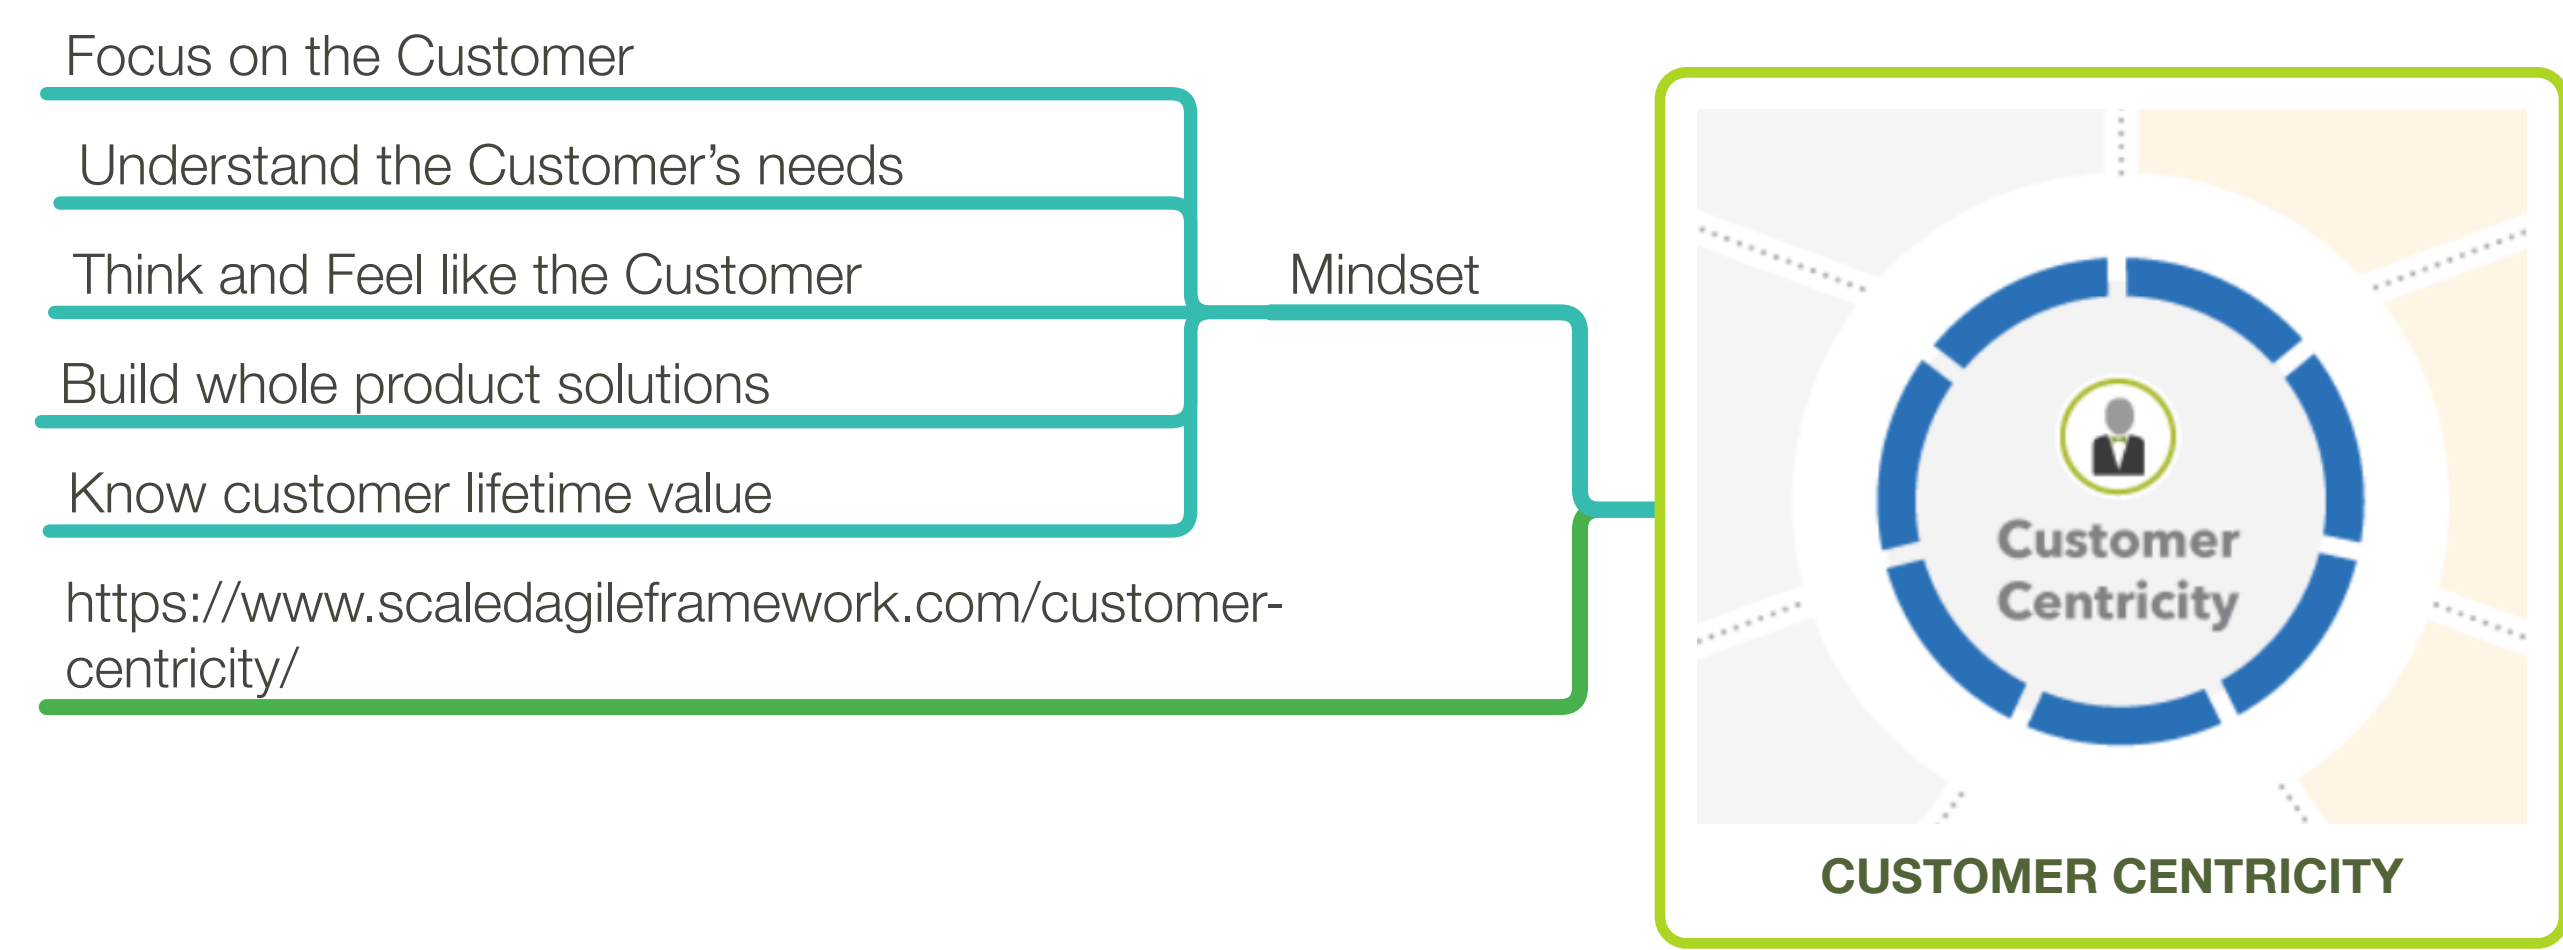 Focus on the Customer
Understand the Customer’s needs
Think and Feel like the Customer
Build whole product solutions
Know customer lifetime value
https://www.scaledagileframework.com/customer-
centricity/
Mindset
Customer
Centricity
CUSTOMER CENTRICITY